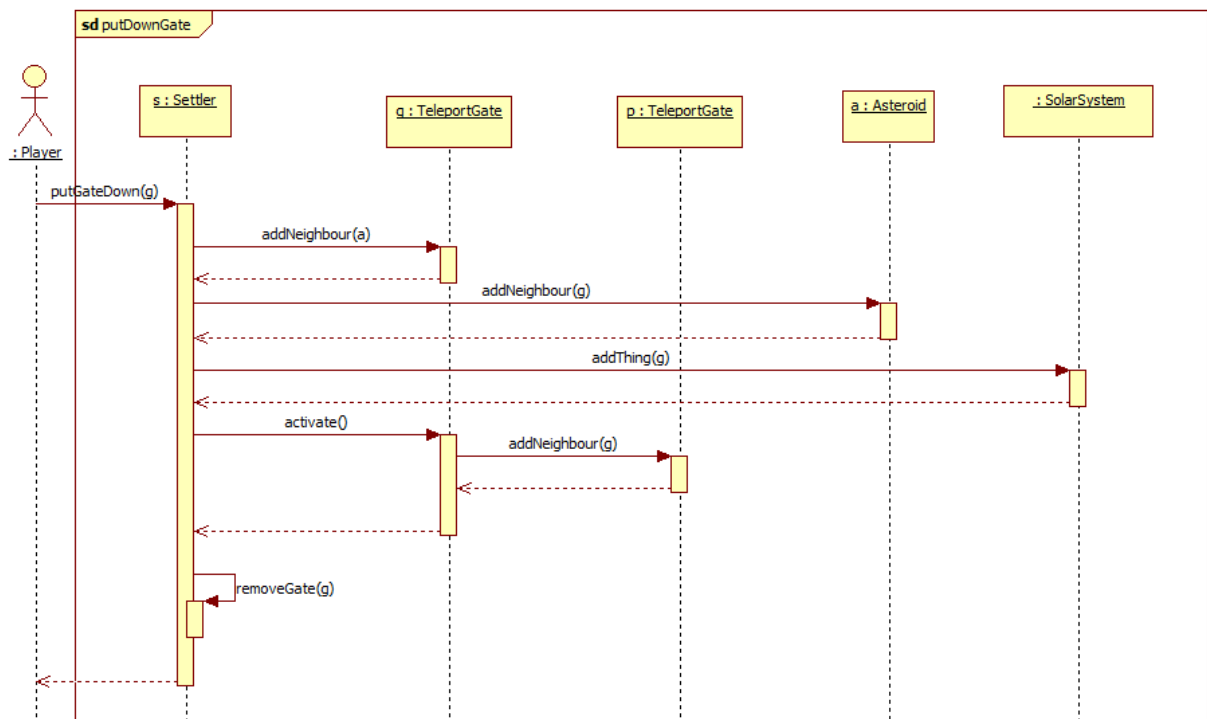 sd putDownGate
: Player
s : Settler
g : TeleportGate
p : TeleportGate
a : Asteroid
: SolarSystem
putGateDown(g)
addNeighbour(a)
addNeighbour(g)
addThing(g)
activate()
addNeighbour(g)
removeGate(g)